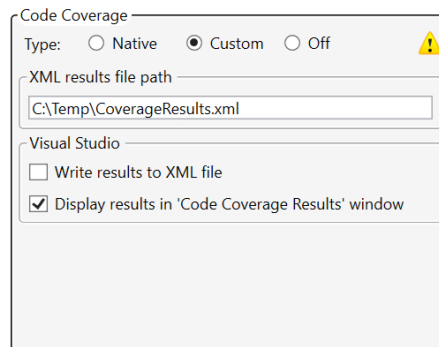 Code Coverage
Type: Native Custom Off
XML results file path
C:\Temp\CoverageResults.xml
Visual Studio
Write results to XML file
Display results in 'Code Coverage Results' window